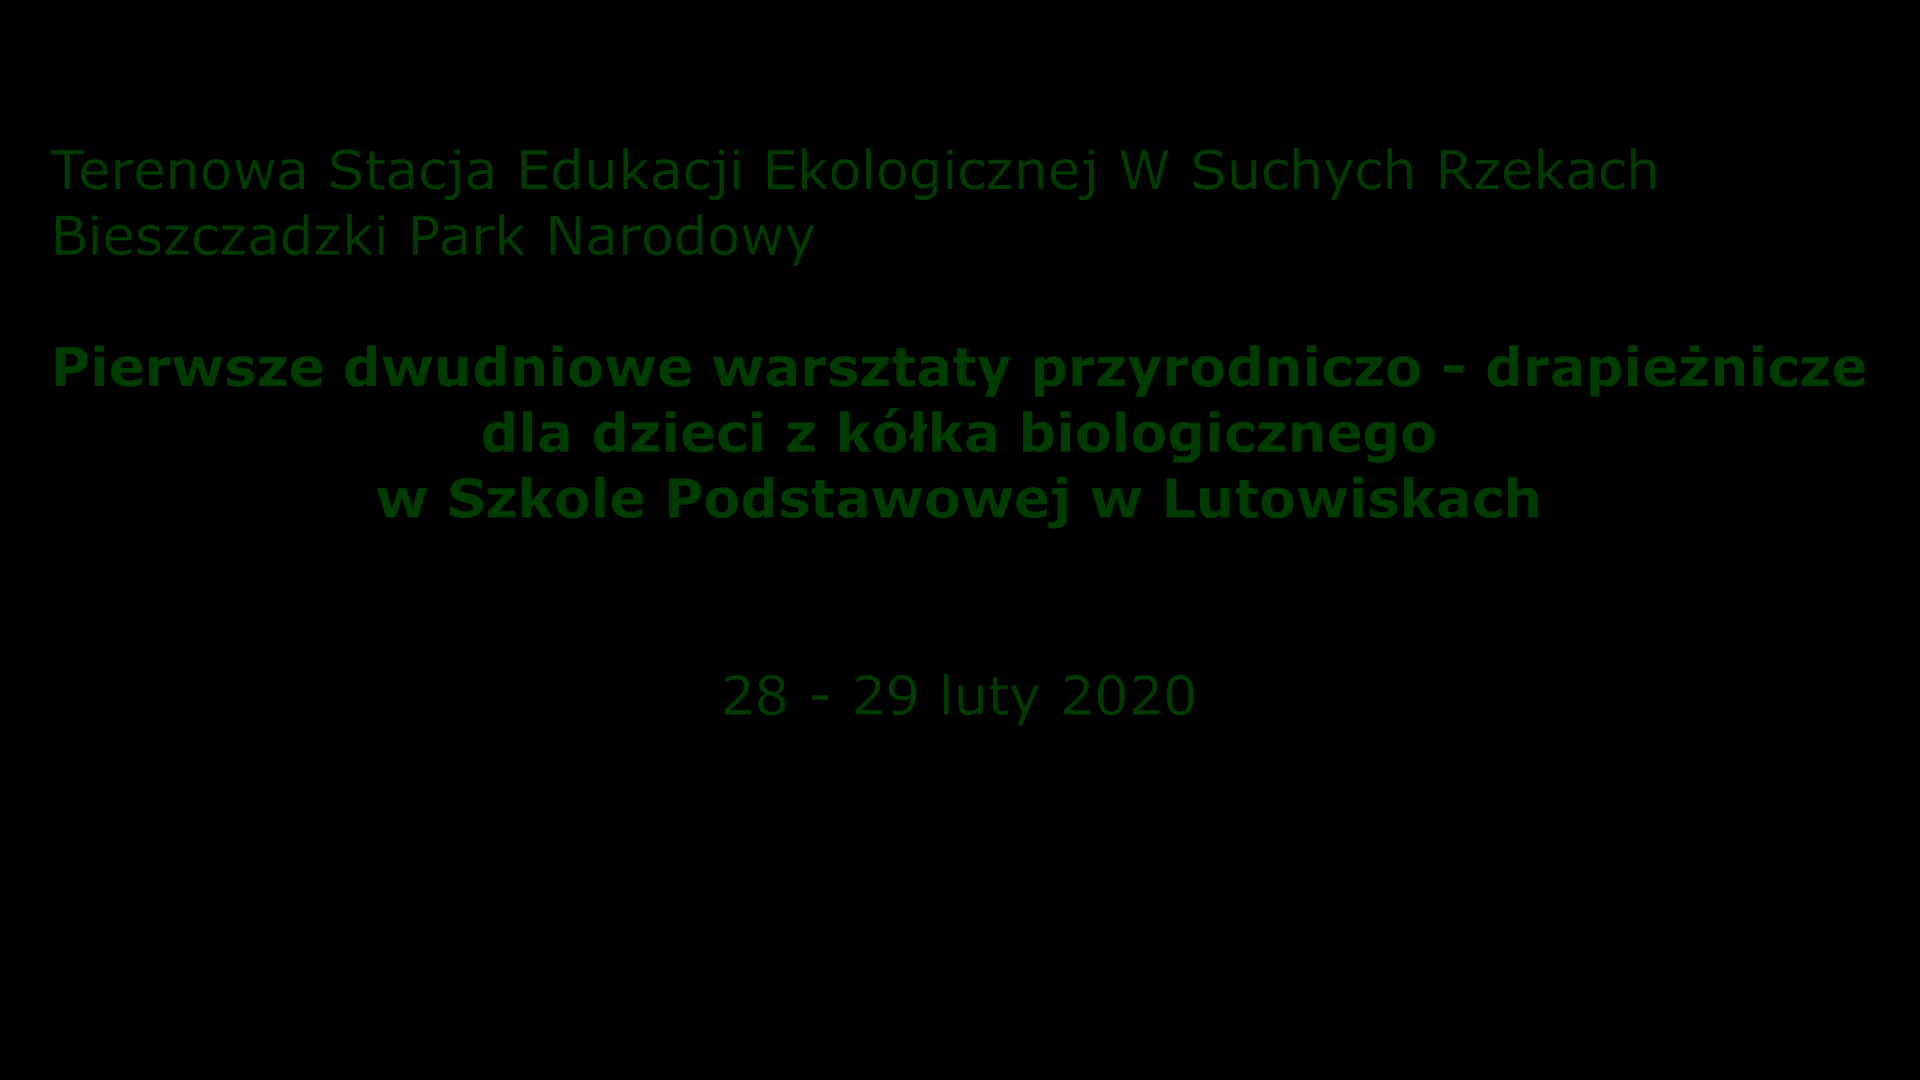 Terenowa Stacja Edukacji Ekologicznej W Suchych Rzekach
Bieszczadzki Park Narodowy
Pierwsze dwudniowe warsztaty przyrodniczo - drapieżnicze
dla dzieci z kółka biologicznego
w Szkole Podstawowej w Lutowiskach
28 - 29 luty 2020